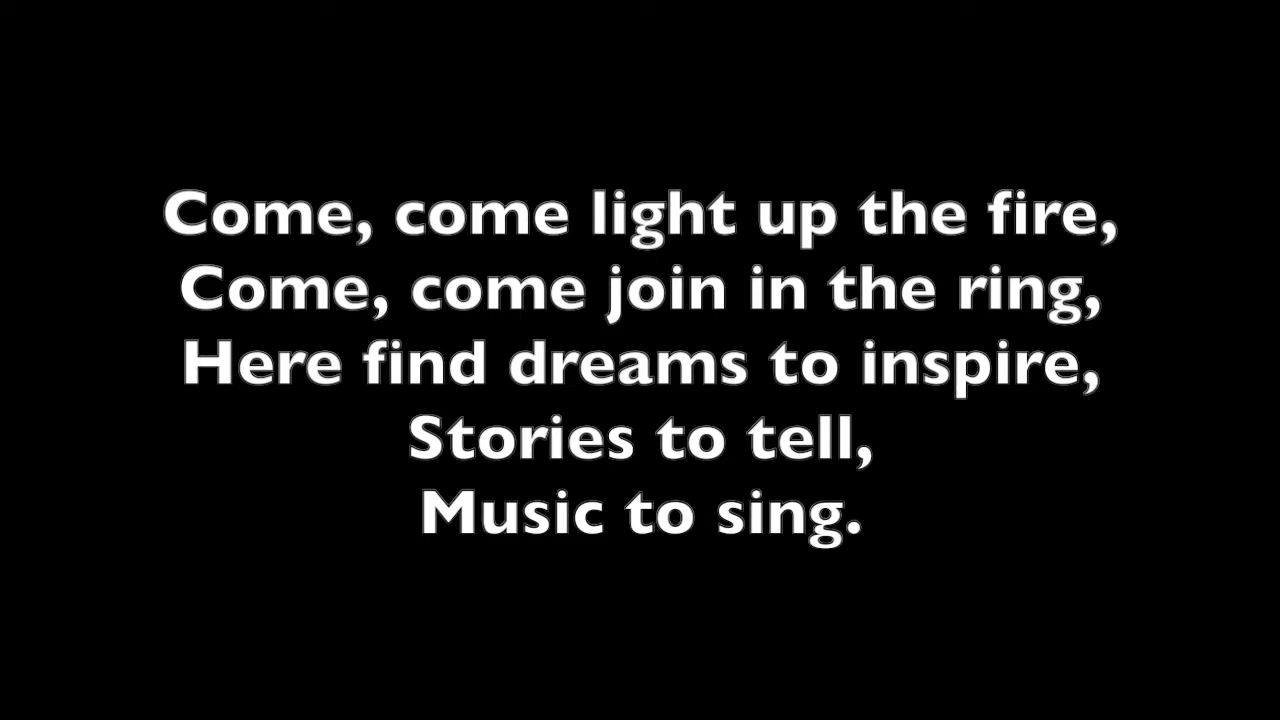 Come, come light up the fire,
Come, come join in the ring,
Here find dreams to inspire,
Stories to tell,
Music to sing.